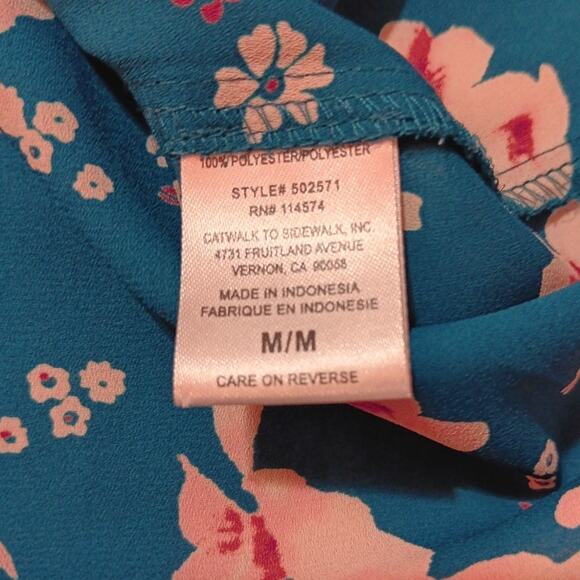 100% POLYESTER/POLYESTER
STYLE# 502571
RN# 114574
CATWALK TO SIDEWALK, INC.
4731 FRUITLAND AVENUE
VERNON, CA 90058
MADE IN INDONESIA
FABRIQUE EN INDONESIE
M/M
CARE ON REVERSE